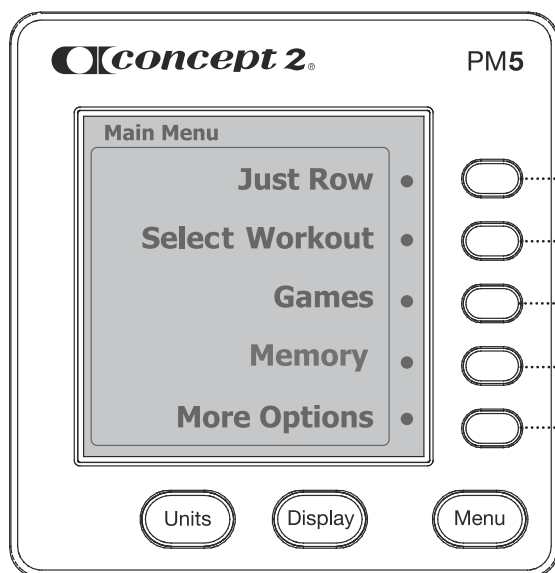 concept 2® PM5
Main Menu
Just Row
Select Workout
Games
Memory
More Options
Units Display Menu